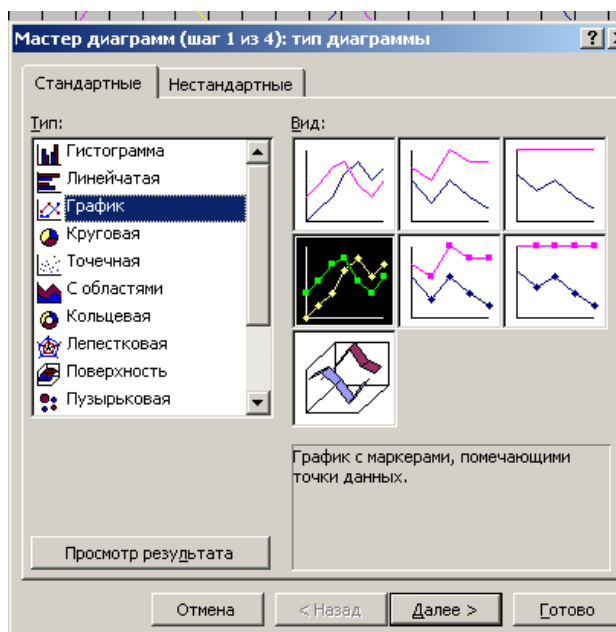 Мастер диаграмм (шаг 1 из 4): тип диаграммы
Стандартные
Нестандартные
Тип:
Гистограмма
Линейчатая
График
Круговая
Точечная
С областями
Кольцевая
Лепестковая
Поверхность
Пузырьковая
Вид:
График с маркерами, помечающими
точки данных.
Просмотр результата
Отмена
< Назад
Далее >
Готово